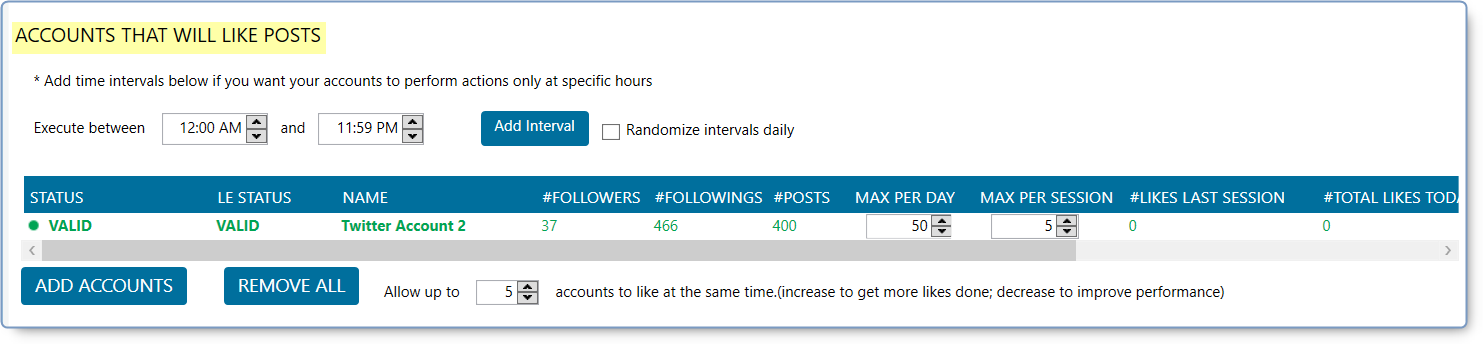 ACCOUNTS THAT WILL LIKE POSTS
* Add time intervals below if you want your accounts to perform actions only at specific hours
Execute between 12:00 AM and 11:59 PM Add Interval Randomize intervals daily
STATUS LE STATUS NAME #FOLLOWERS #FOLLOWINGS #POSTS MAX PER DAY MAX PER SESSION #LIKES LAST SESSION #TOTAL LIKES TODA
VALID VALID Twitter Account 2 37 466 400 50 5 0 0
ADD ACCOUNTS REMOVE ALL Allow up to 5 accounts to like at the same time.(increase to get more likes done; decrease to improve performance)